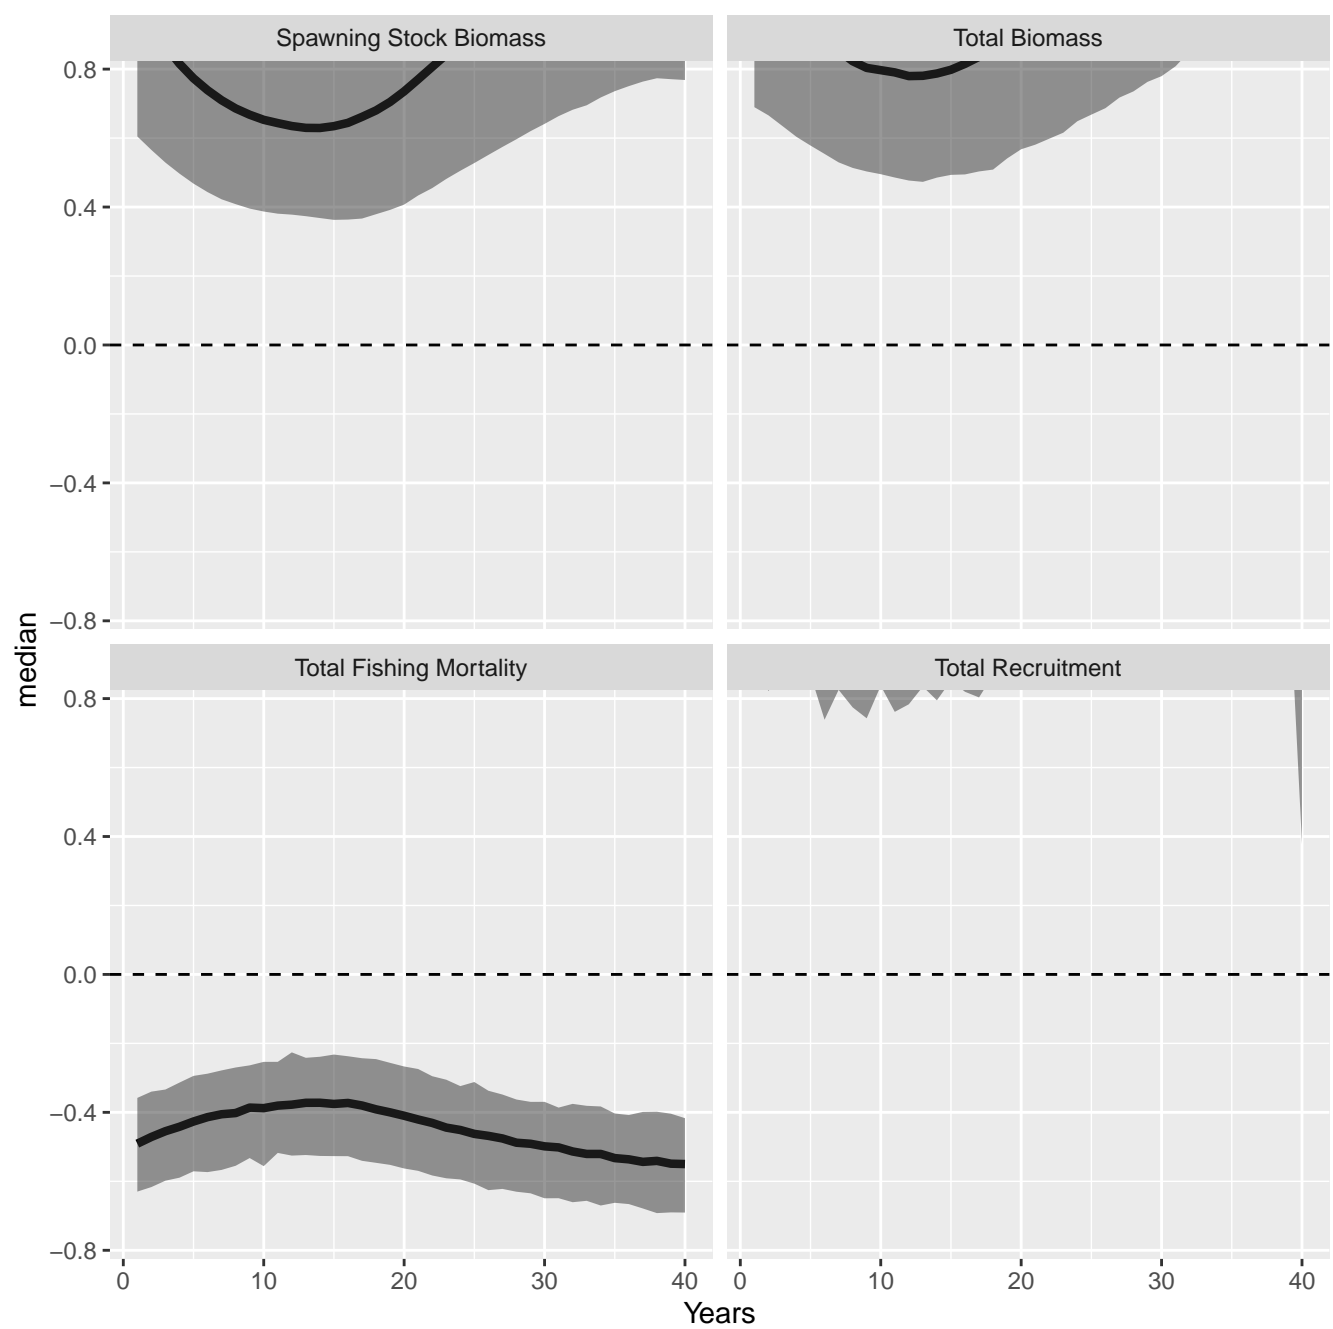 Spawning Stock Biomass
Total Biomass
0.8
0.4
0.0
−0.4
−0.8
median
Total Fishing Mortality
Total Recruitment
0.8
0.4
0.0
−0.4
−0.8
0 10 20 30 40 0 10 20 30 40
Years